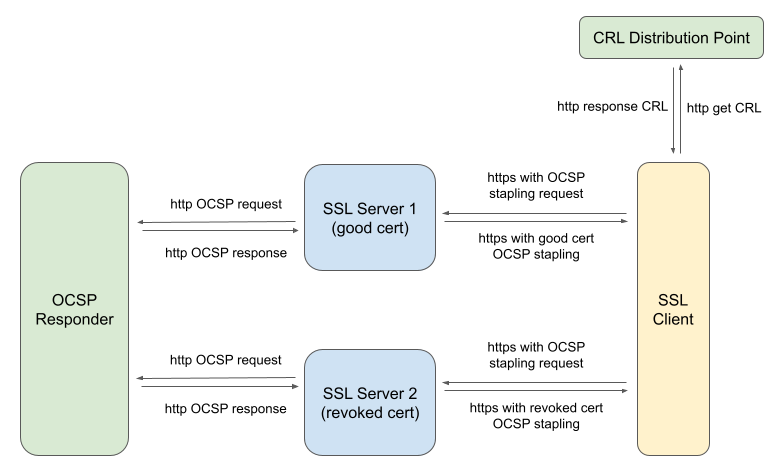 CRL Distribution Point
http response CRL
http get CRL
https with OCSP
stapling request
http OCSP request
SSL Server 1
(good cert)
https with good cert
OCSP stapling
http OCSP response
OCSP
Responder
SSL
Client
https with OCSP
stapling request
http OCSP request
SSL Server 2
(revoked cert)
http OCSP response
https with revoked cert
OCSP stapling